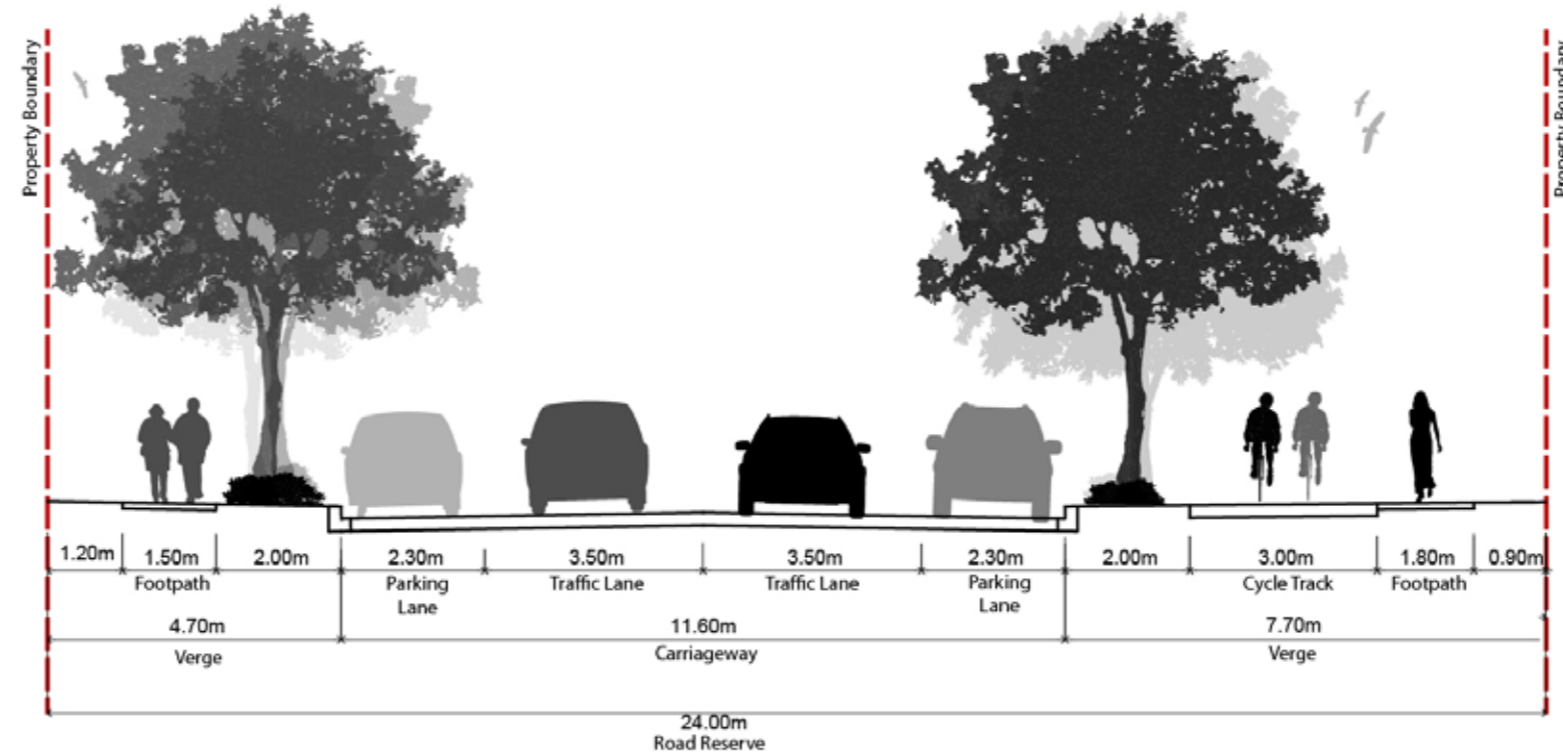 Property Boundary
Property Boundary
1.20m 1.50m 2.00m 2.30m 3.50m 3.50m 2.30m 2.00m 3.00m 1.80m 0.90m
Footpath Parking Lane Traffic Lane Traffic Lane Parking Lane Cycle Track Footpath
4.70m 11.60m 7.70m
Verge Carriageway Verge
24.00m
Road Reserve